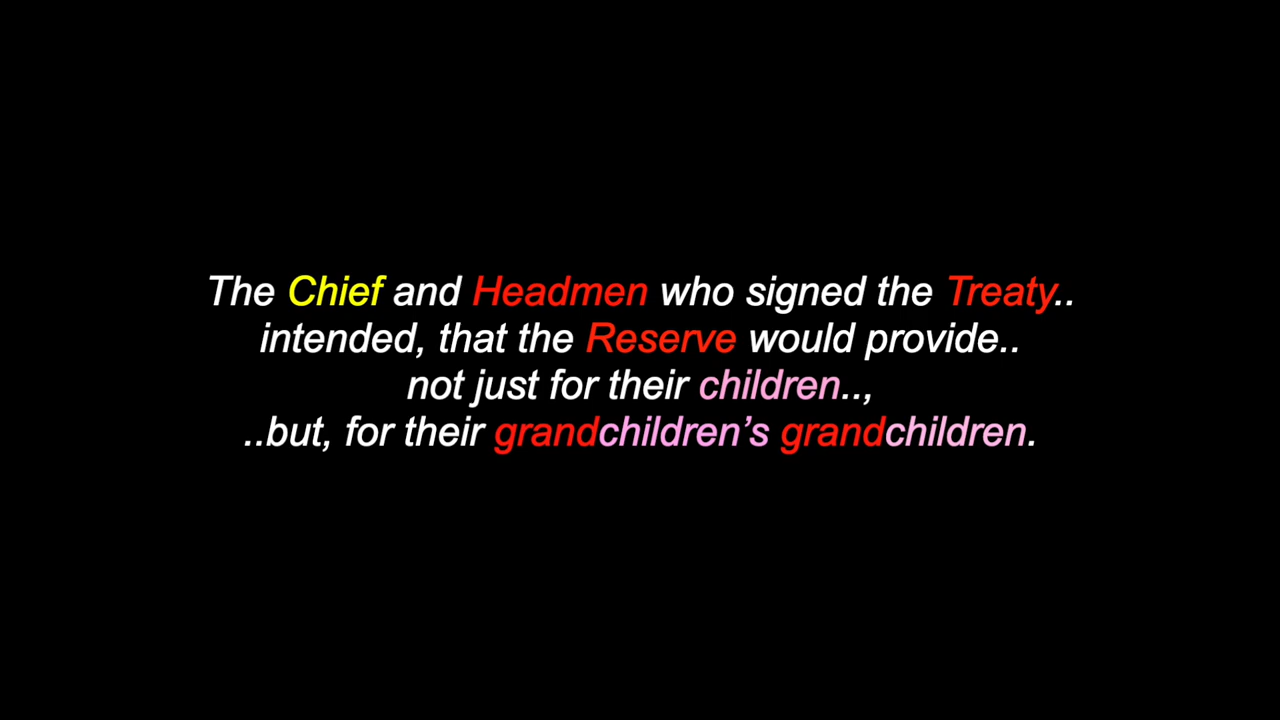 The Chief and Headmen who signed the Treaty..
intended, that the Reserve would provide..
not just for their children..,
..but, for their grandchildren’s grandchildren.